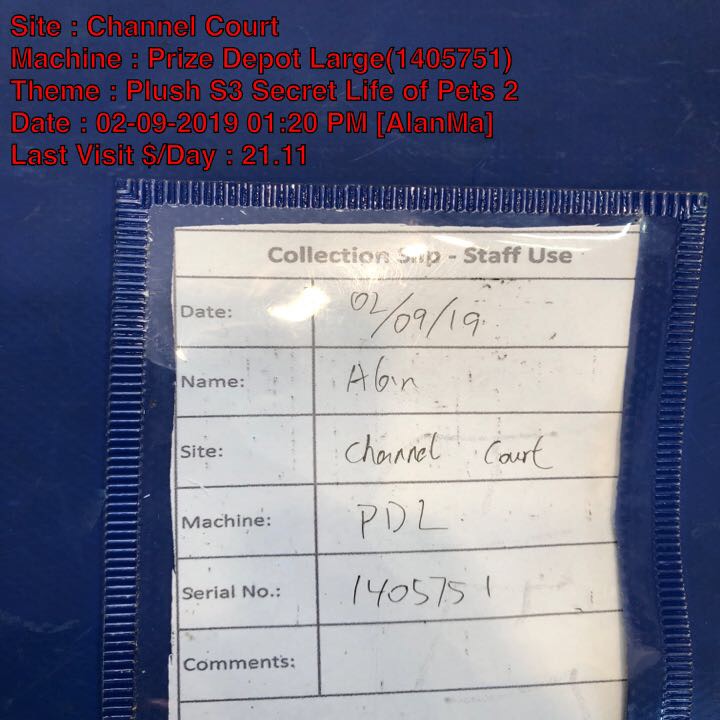 Site : Channel Court
Machine : Prize Depot Large(1405751)
Theme : Plush S3 Secret Life of Pets 2
Date : 02-09-2019 01:20 PM [AlanMa]
Last Visit $/Day : 21.11
Collection Slip - Staff Use
Date: 02/09/19
Name: Alan
Site: Channel Court
Machine: PDL
Serial No.: 1405751
Comments: